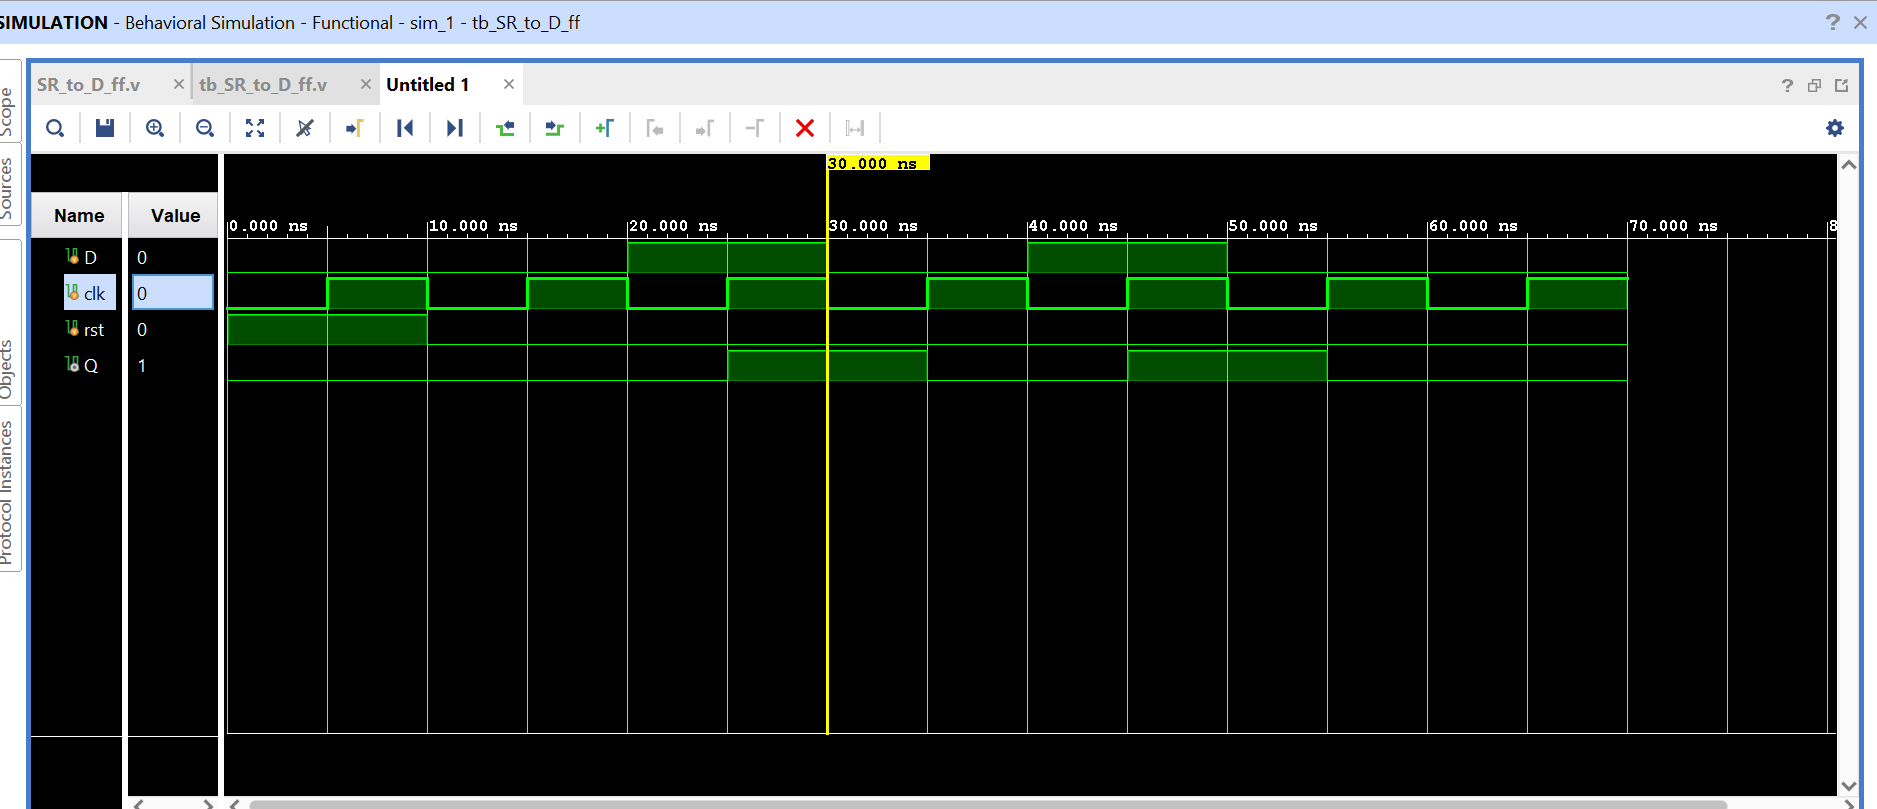 SIMULATION - Behavioral Simulation - Functional - sim_1 - tb_SR_to_D_ff
SR_to_D_ff.v
tb_SR_to_D_ff.v
Untitled 1
Scope
Sources
Objects
Protocol Instances
30.000 ns
Name Value
0.000 ns 10.000 ns 20.000 ns 30.000 ns 40.000 ns 50.000 ns 60.000 ns 70.000 ns 8
D 0
clk 0
rst 0
Q 1